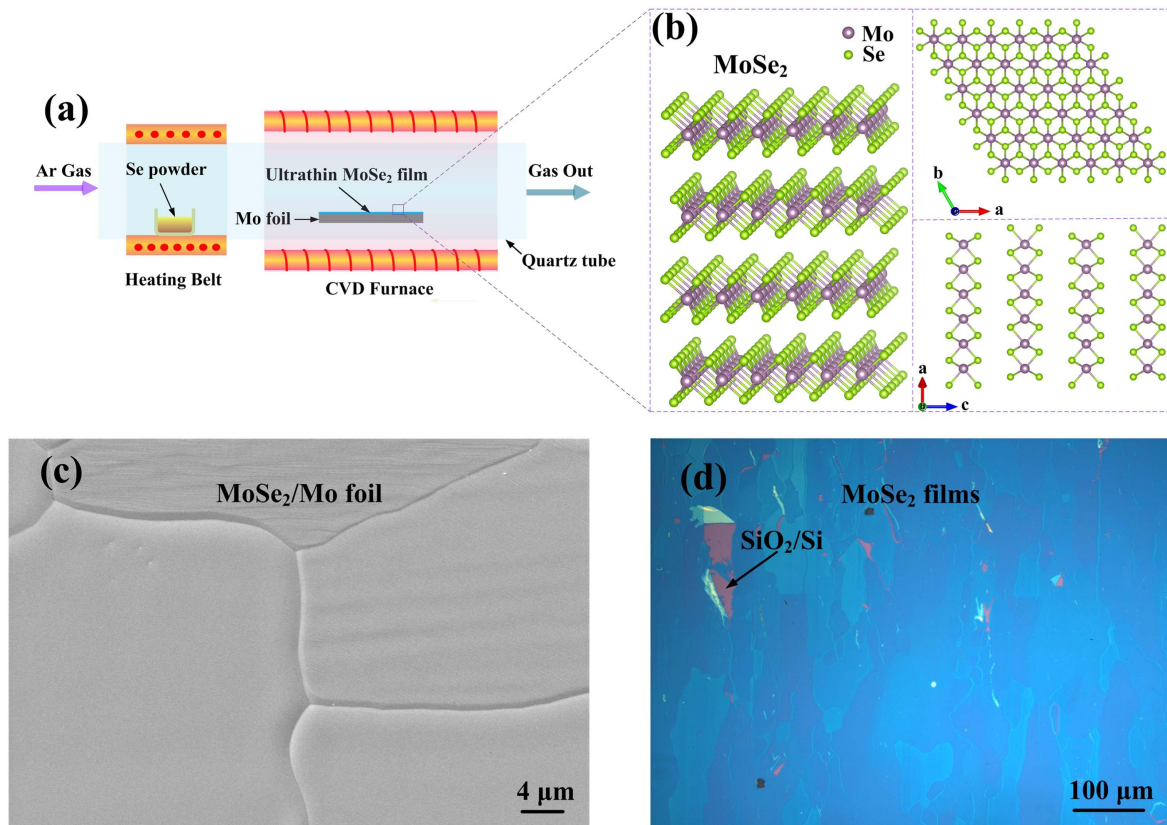 (a)
Ar Gas
Se powder
Heating Belt
Ultrathin MoSe₂ film
Mo foil
Gas Out
Quartz tube
CVD Furnace
(b)
Mo
Se
MoSe₂
b
a
a
c
(c)
MoSe₂/Mo foil
4 µm
(d)
MoSe₂ films
SiO₂/Si
100 µm